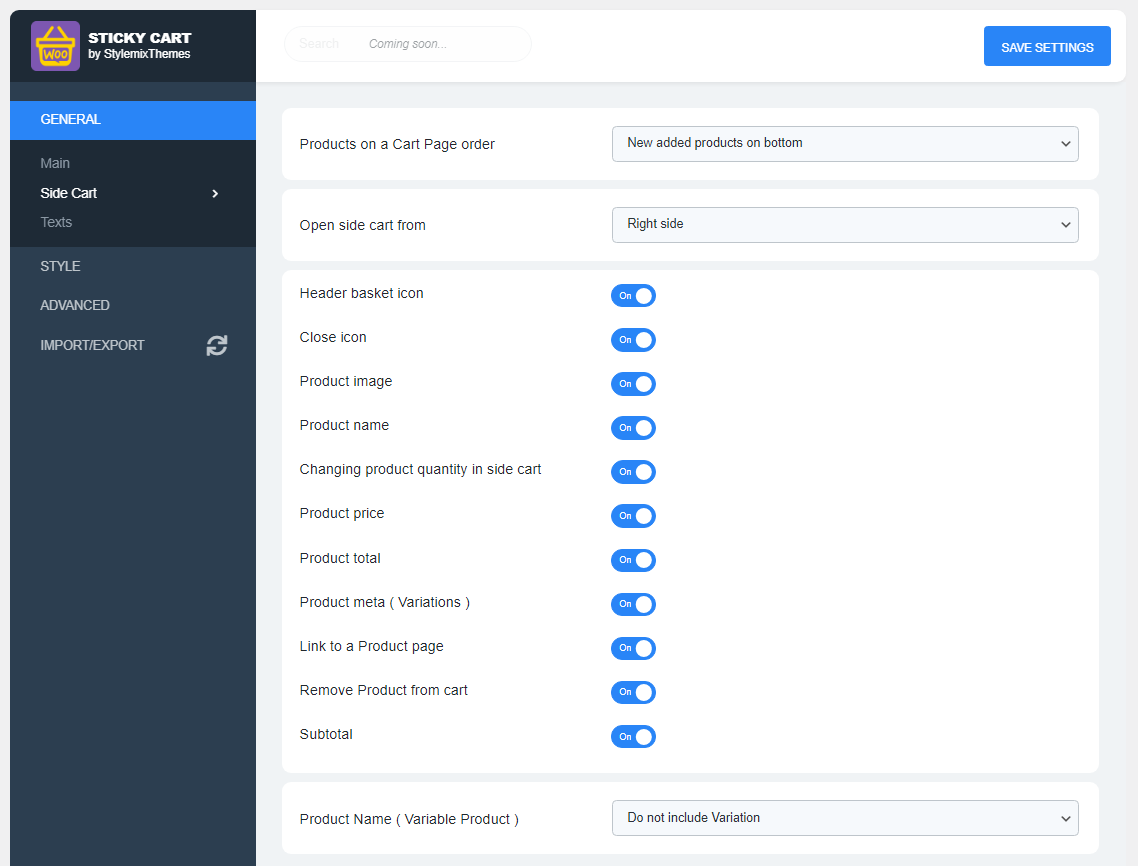 WOO
STICKY CART
by StylemixThemes
Search
Coming soon...
SAVE SETTINGS
GENERAL
Main
Side Cart
Texts
STYLE
ADVANCED
IMPORT/EXPORT
Products on a Cart Page order
New added products on bottom
Open side cart from
Right side
Header basket icon
On
Close icon
On
Product image
On
Product name
On
Changing product quantity in side cart
On
Product price
On
Product total
On
Product meta ( Variations )
On
Link to a Product page
On
Remove Product from cart
On
Subtotal
On
Product Name ( Variable Product )
Do not include Variation